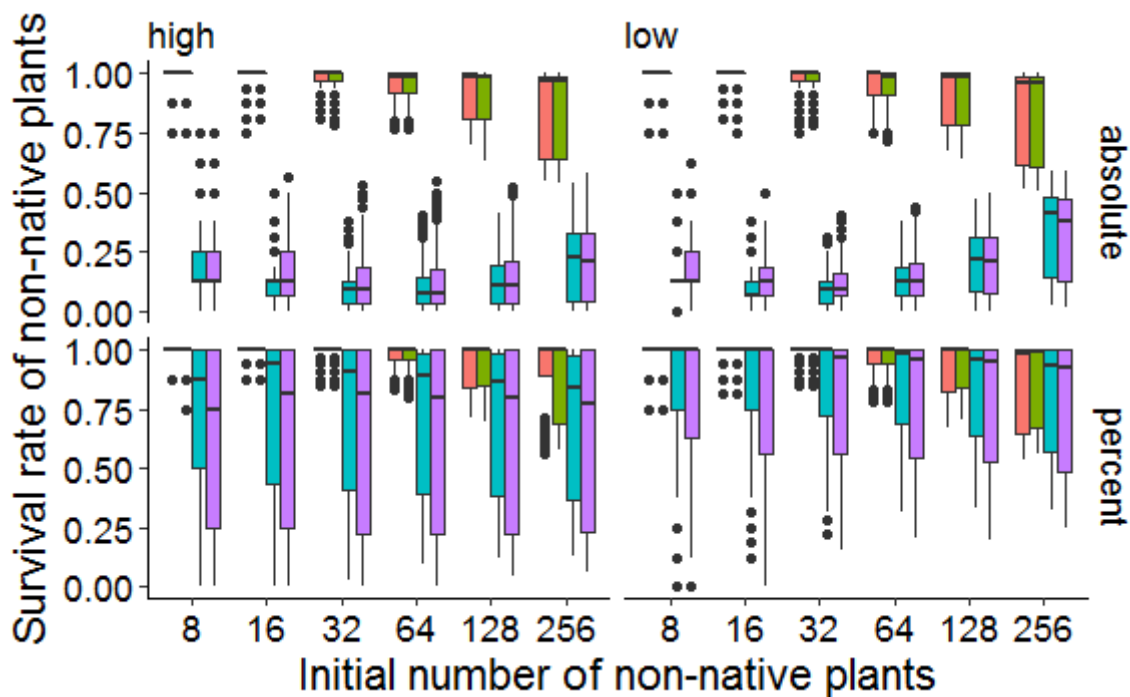 high
low
Survival rate of non-native plants
1.00
0.75
0.50
0.25
0.00
absolute
1.00
0.75
0.50
0.25
0.00
percent
8 16 32 64 128 256
8 16 32 64 128 256
Initial number of non-native plants